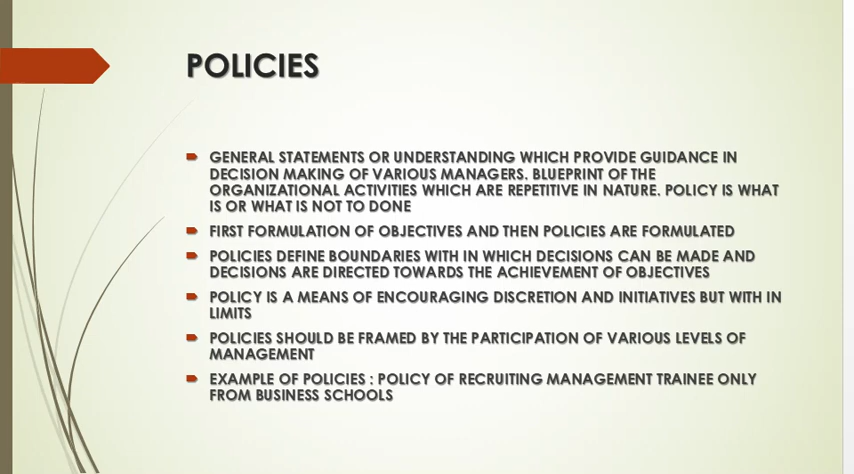 POLICIES
GENERAL STATEMENTS OR UNDERSTANDING WHICH PROVIDE GUIDANCE IN
DECISION MAKING OF VARIOUS MANAGERS. BLUEPRINT OF THE
ORGANIZATIONAL ACTIVITIES WHICH ARE REPETITIVE IN NATURE. POLICY IS WHAT
IS OR WHAT IS NOT TO DONE
FIRST FORMULATION OF OBJECTIVES AND THEN POLICIES ARE FORMULATED
POLICIES DEFINE BOUNDARIES WITH IN WHICH DECISIONS CAN BE MADE AND
DECISIONS ARE DIRECTED TOWARDS THE ACHIEVEMENT OF OBJECTIVES
POLICY IS A MEANS OF ENCOURAGING DISCRETION AND INITIATIVES BUT WITH IN
LIMITS
POLICIES SHOULD BE FRAMED BY THE PARTICIPATION OF VARIOUS LEVELS OF
MANAGEMENT
EXAMPLE OF POLICIES : POLICY OF RECRUITING MANAGEMENT TRAINEE ONLY
FROM BUSINESS SCHOOLS